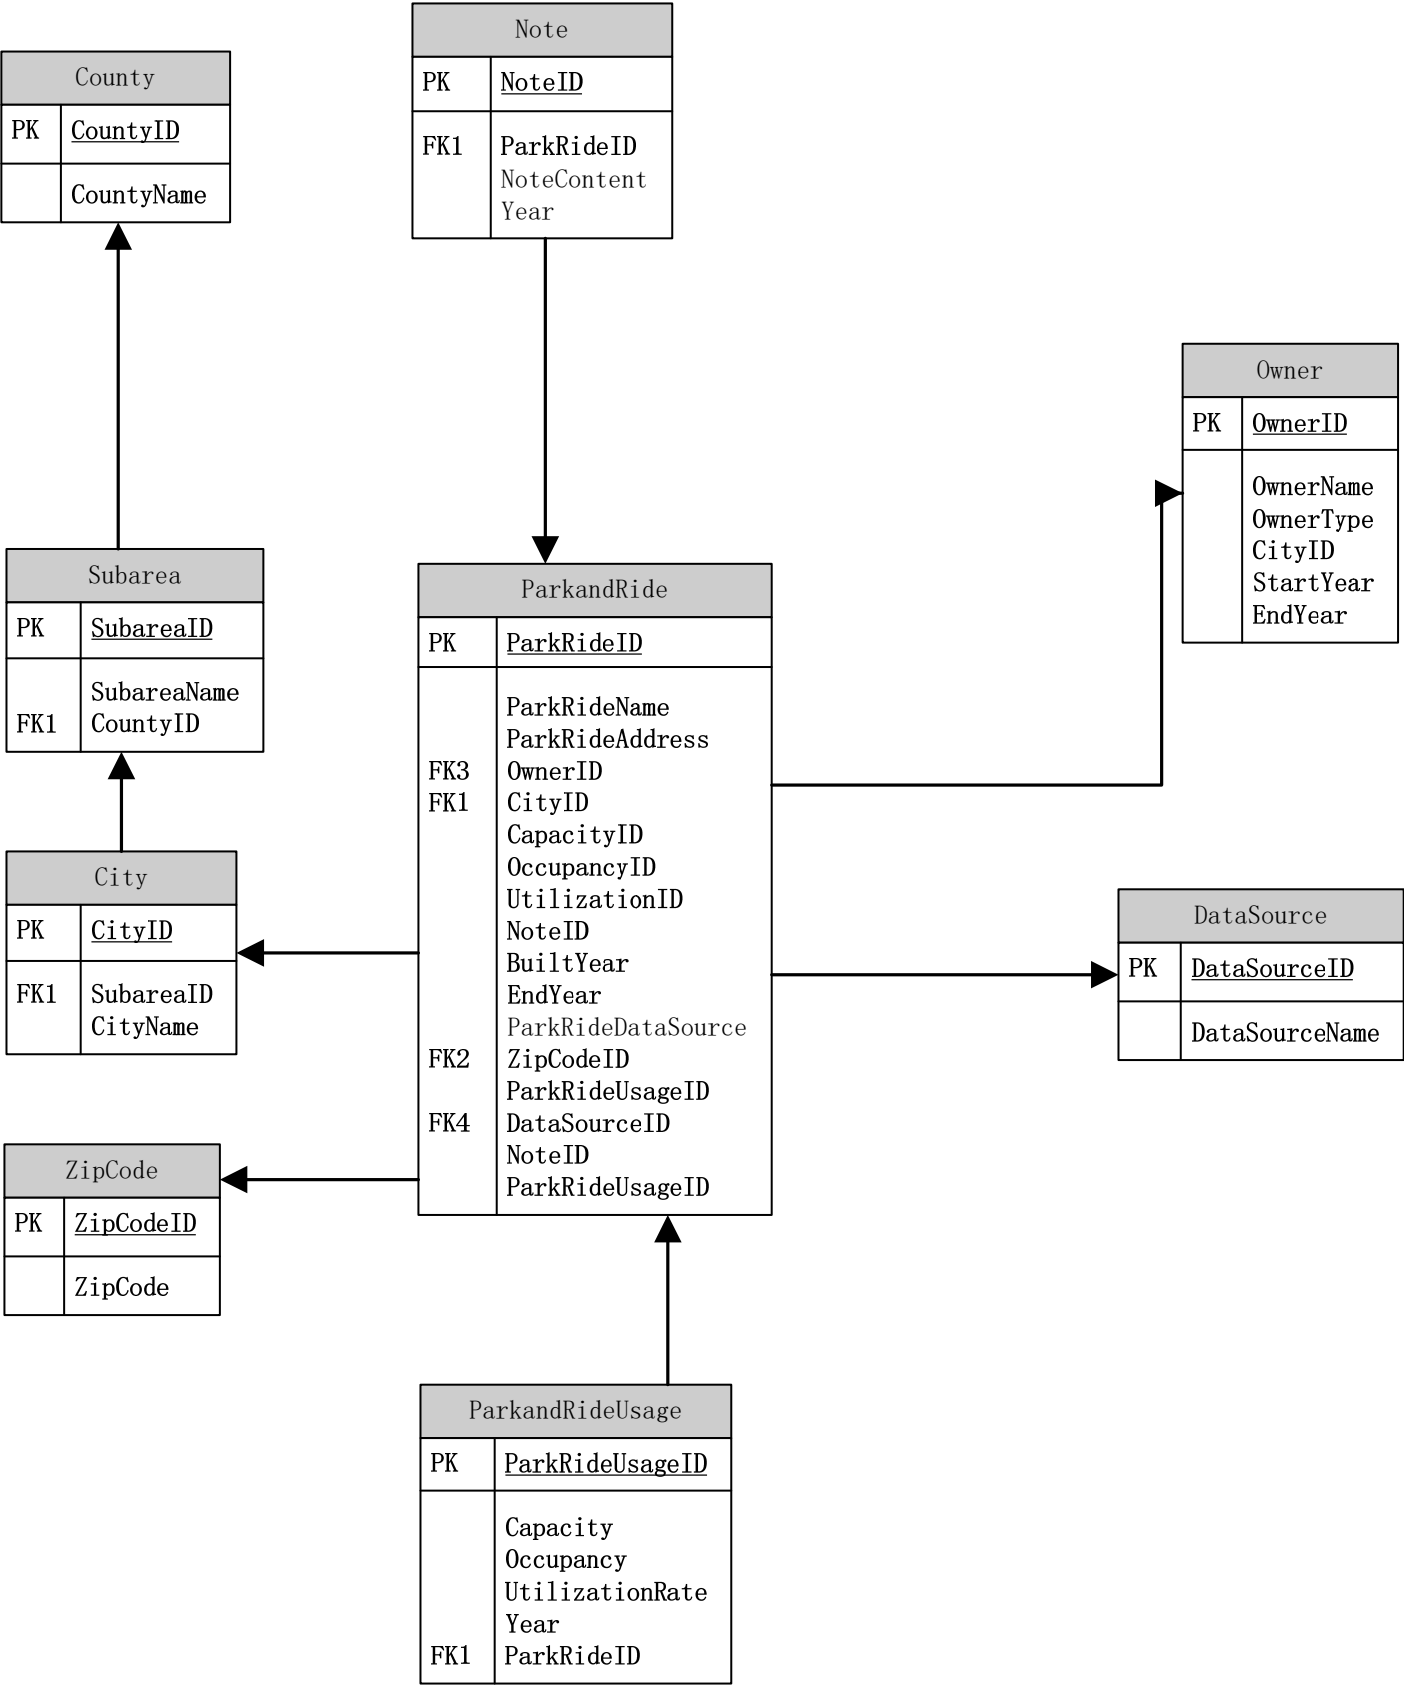 Note
PK NoteID
FK1 ParkRideID
NoteContent
Year
County
PK CountyID
CountyName
Owner
PK OwnerID
OwnerName
OwnerType
CityID
StartYear
EndYear
Subarea
PK SubareaID
SubareaName
FK1 CountyID
ParkandRide
PK ParkRideID
ParkRideName
ParkRideAddress
FK3 OwnerID
FK1 CityID
CapacityID
OccupancyID
UtilizationID
NoteID
BuiltYear
EndYear
ParkRideDataSource
FK2 ZipCodeID
ParkRideUsageID
FK4 DataSourceID
NoteID
ParkRideUsageID
City
PK CityID
FK1 SubareaID
CityName
DataSource
PK DataSourceID
DataSourceName
ZipCode
PK ZipCodeID
ZipCode
ParkandRideUsage
PK ParkRideUsageID
Capacity
Occupancy
UtilizationRate
Year
FK1 ParkRideID